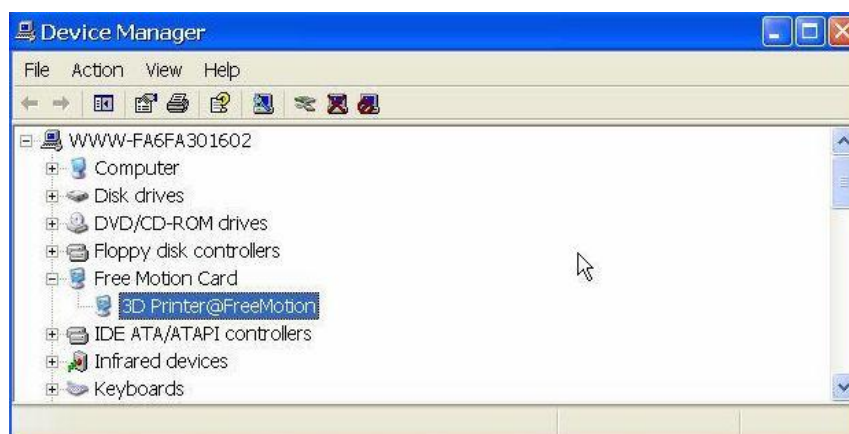 Device Manager
File Action View Help
WWW-FA6FA301602
Computer
Disk drives
DVD/CD-ROM drives
Floppy disk controllers
Free Motion Card
3D Printer@FreeMotion
IDE ATA/ATAPI controllers
Infrared devices
Keyboards